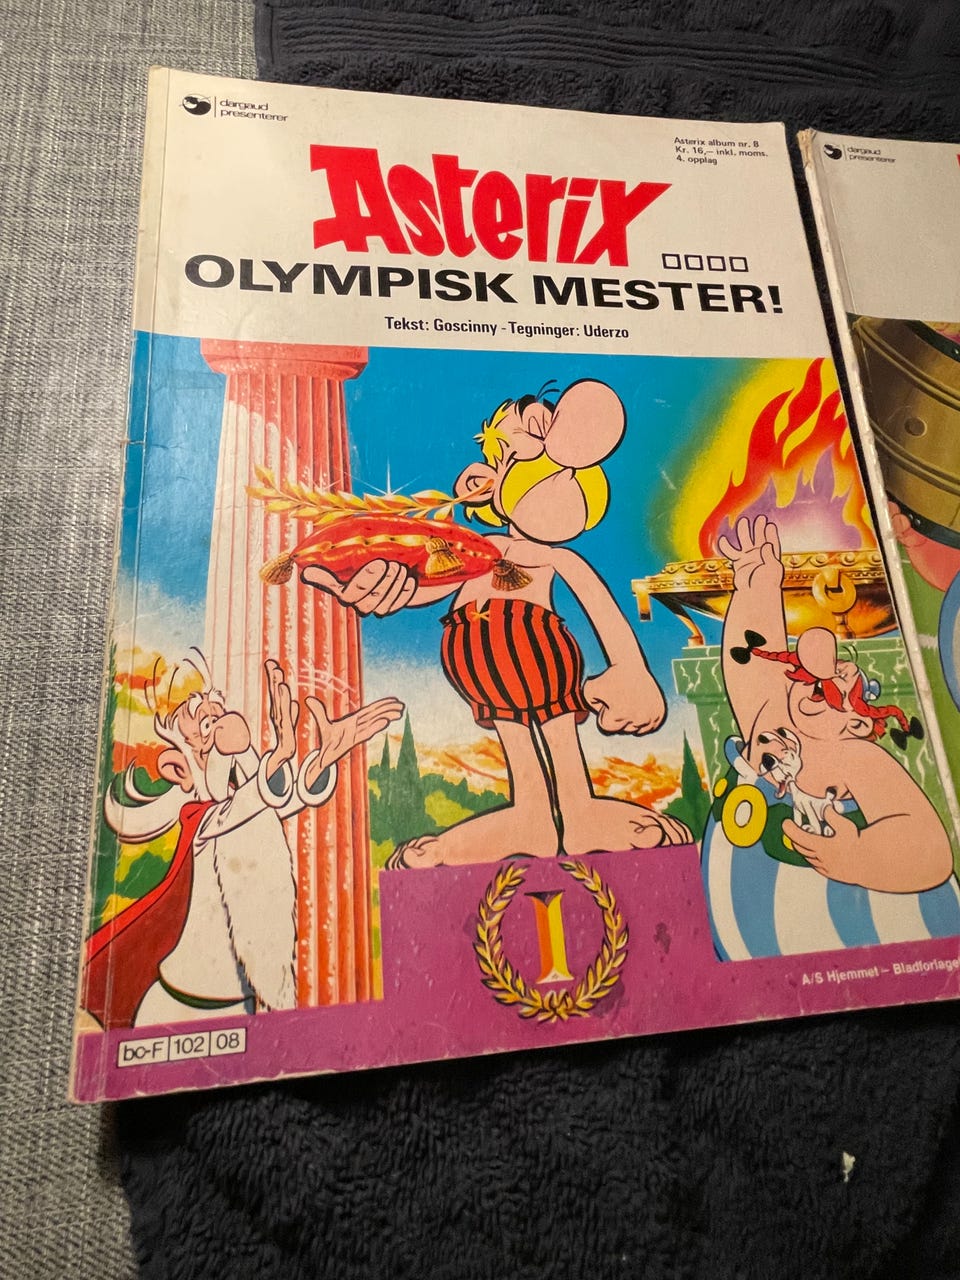 dargaud
presenterer
Asterix album nr. 8
Kr. 16,– inkl. moms.
4. opplag
Asterix
OLYMPISK MESTER!
Tekst: Goscinny - Tegninger: Uderzo
I
A/S Hjemmet – Bladforlaget
bc-F 102 08
dargaud
presenterer